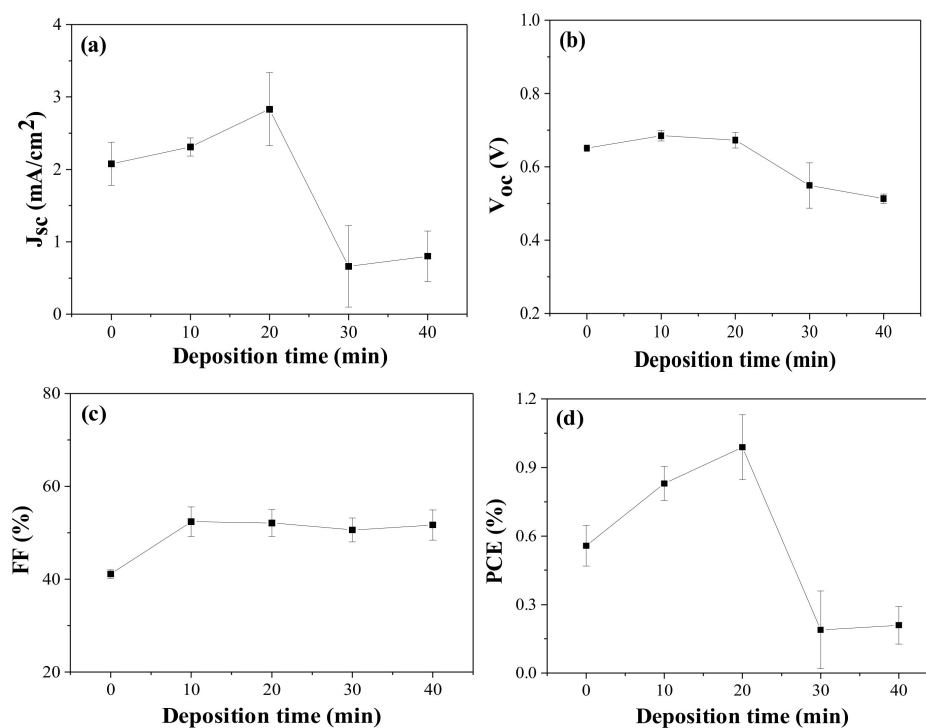 (a)
4
3
2
1
0
J_sc (mA/cm²)
0 10 20 30 40
Deposition time (min)
(b)
1.0
0.8
0.6
0.4
0.2
V_oc (V)
0 10 20 30 40
Deposition time (min)
(c)
80
60
40
20
FF (%)
0 10 20 30 40
Deposition time (min)
(d)
1.2
0.9
0.6
0.3
0.0
PCE (%)
0 10 20 30 40
Deposition time (min)